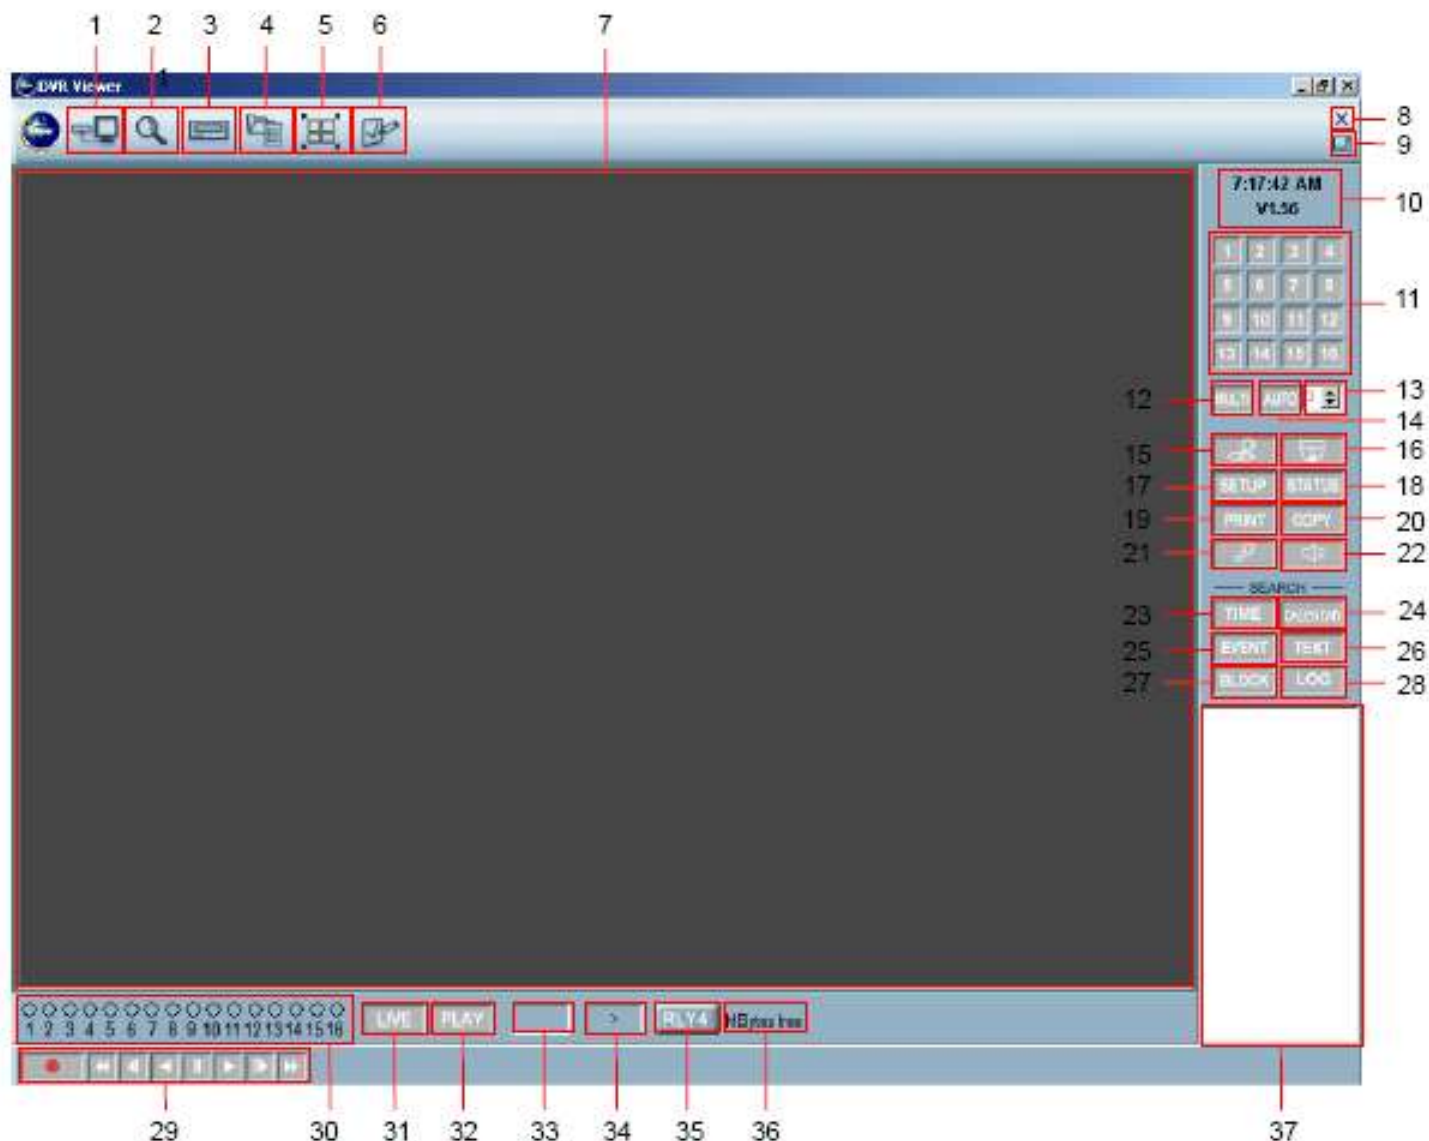 1 2 3 4 5 6 7
DVR Viewer
8
9
7:17:42 AM
V1.56
10
1 2 3 4
5 6 7 8
9 10 11 12
13 14 15 16
11
12 MULTI AUTO 13
14
15 16
17 SETUP STATUS 18
19 PRINT COPY 20
21 22
SEARCH
23 TIME 24
25 EVENT TEXT 26
27 BLOCK LOG 28
1 2 3 4 5 6 7 8 9 10 11 12 13 14 15 16
LIVE PLAY > RLY4 MBytes free
29 30 31 32 33 34 35 36 37